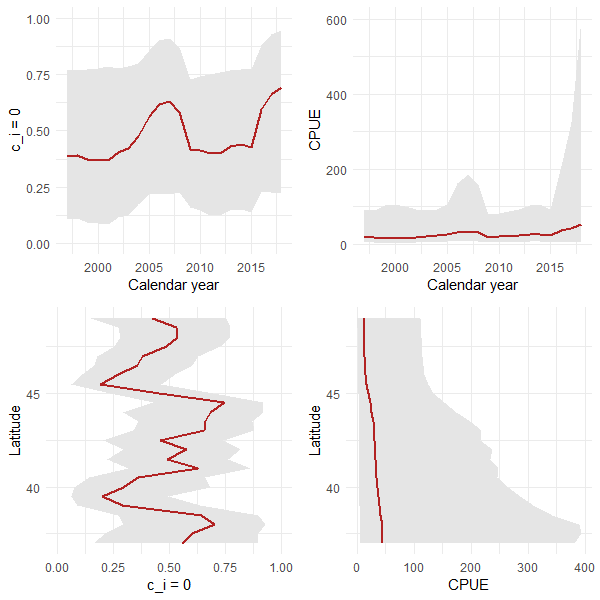 1.00
0.75
0.50
0.25
0.00
c_i = 0
2000 2005 2010 2015
Calendar year
600
400
200
0
CPUE
2000 2005 2010 2015
Calendar year
45
40
Latitude
0.00 0.25 0.50 0.75 1.00
c_i = 0
45
40
Latitude
0 100 200 300 400
CPUE